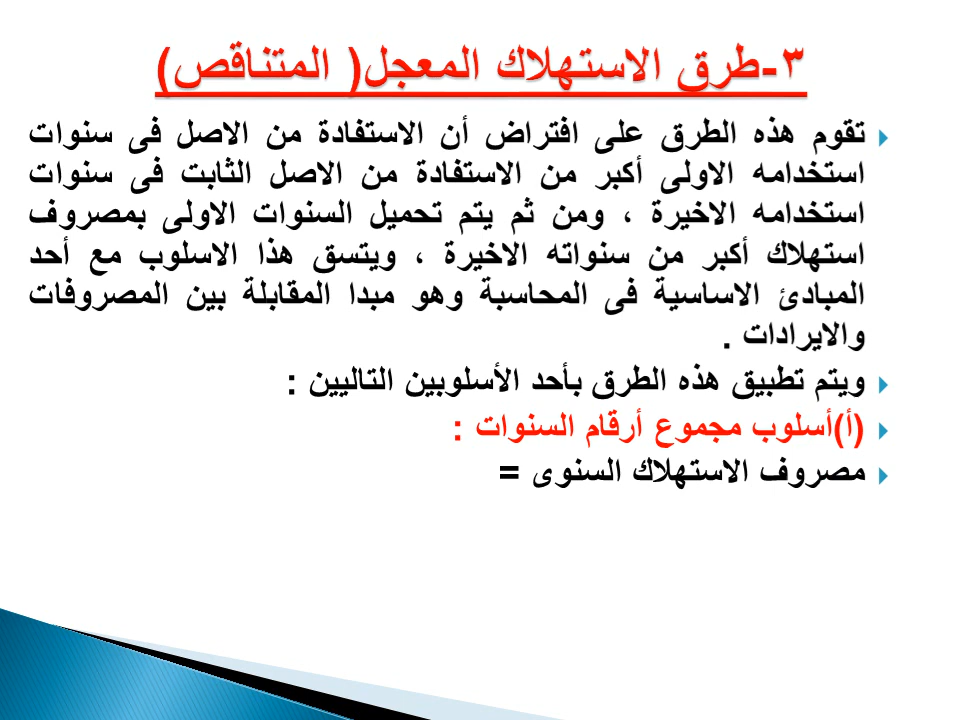 ٣-طرق الاستهلاك المعجل( المتناقص)
تقوم هذه الطرق على افتراض أن الاستفادة من الاصل فى سنوات
استخدامه الاولى أكبر من الاستفادة من الاصل الثابت فى سنوات
استخدامه الاخيرة ، ومن ثم يتم تحميل السنوات الاولى بمصروف
استهلاك أكبر من سنواته الاخيرة ، ويتسق هذا الاسلوب مع أحد
المبادئ الاساسية فى المحاسبة وهو مبدا المقابلة بين المصروفات
والايرادات .
ويتم تطبيق هذه الطرق بأحد الأسلوبين التاليين :
(أ)أسلوب مجموع أرقام السنوات :
مصروف الاستهلاك السنوى =